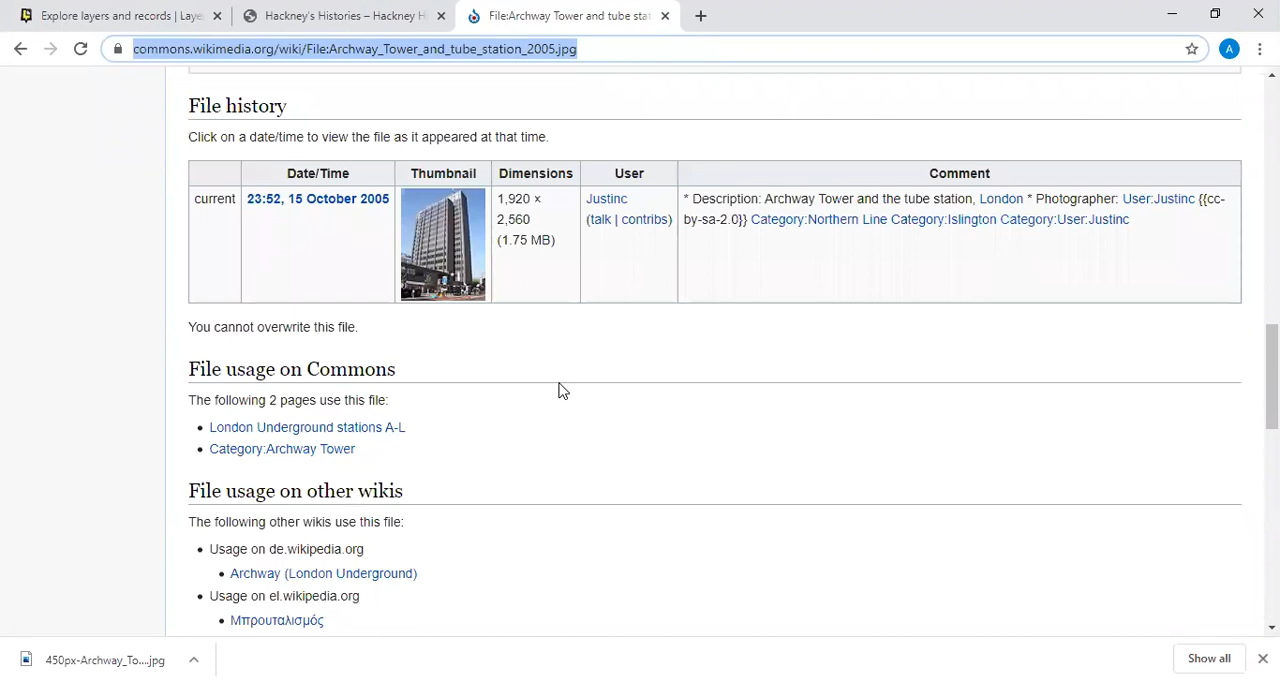 Explore layers and records | Laye
Hackney's Histories – Hackney H
File:Archway Tower and tube stat
commons.wikimedia.org/wiki/File:Archway_Tower_and_tube_station_2005.jpg
A
File history
Click on a date/time to view the file as it appeared at that time.
Date/Time Thumbnail Dimensions User Comment
current 23:52, 15 October 2005 1,920 × Justinc * Description: Archway Tower and the tube station, London * Photographer: User:Justinc {{cc-
2,560 (talk | contribs) by-sa-2.0}} Category:Northern Line Category:Islington Category:User:Justinc
(1.75 MB)
You cannot overwrite this file.
File usage on Commons
The following 2 pages use this file:
• London Underground stations A-L
• Category:Archway Tower
File usage on other wikis
The following other wikis use this file:
• Usage on de.wikipedia.org
• Archway (London Underground)
• Usage on el.wikipedia.org
• Μπρουταλισμός
450px-Archway_To....jpg
Show all